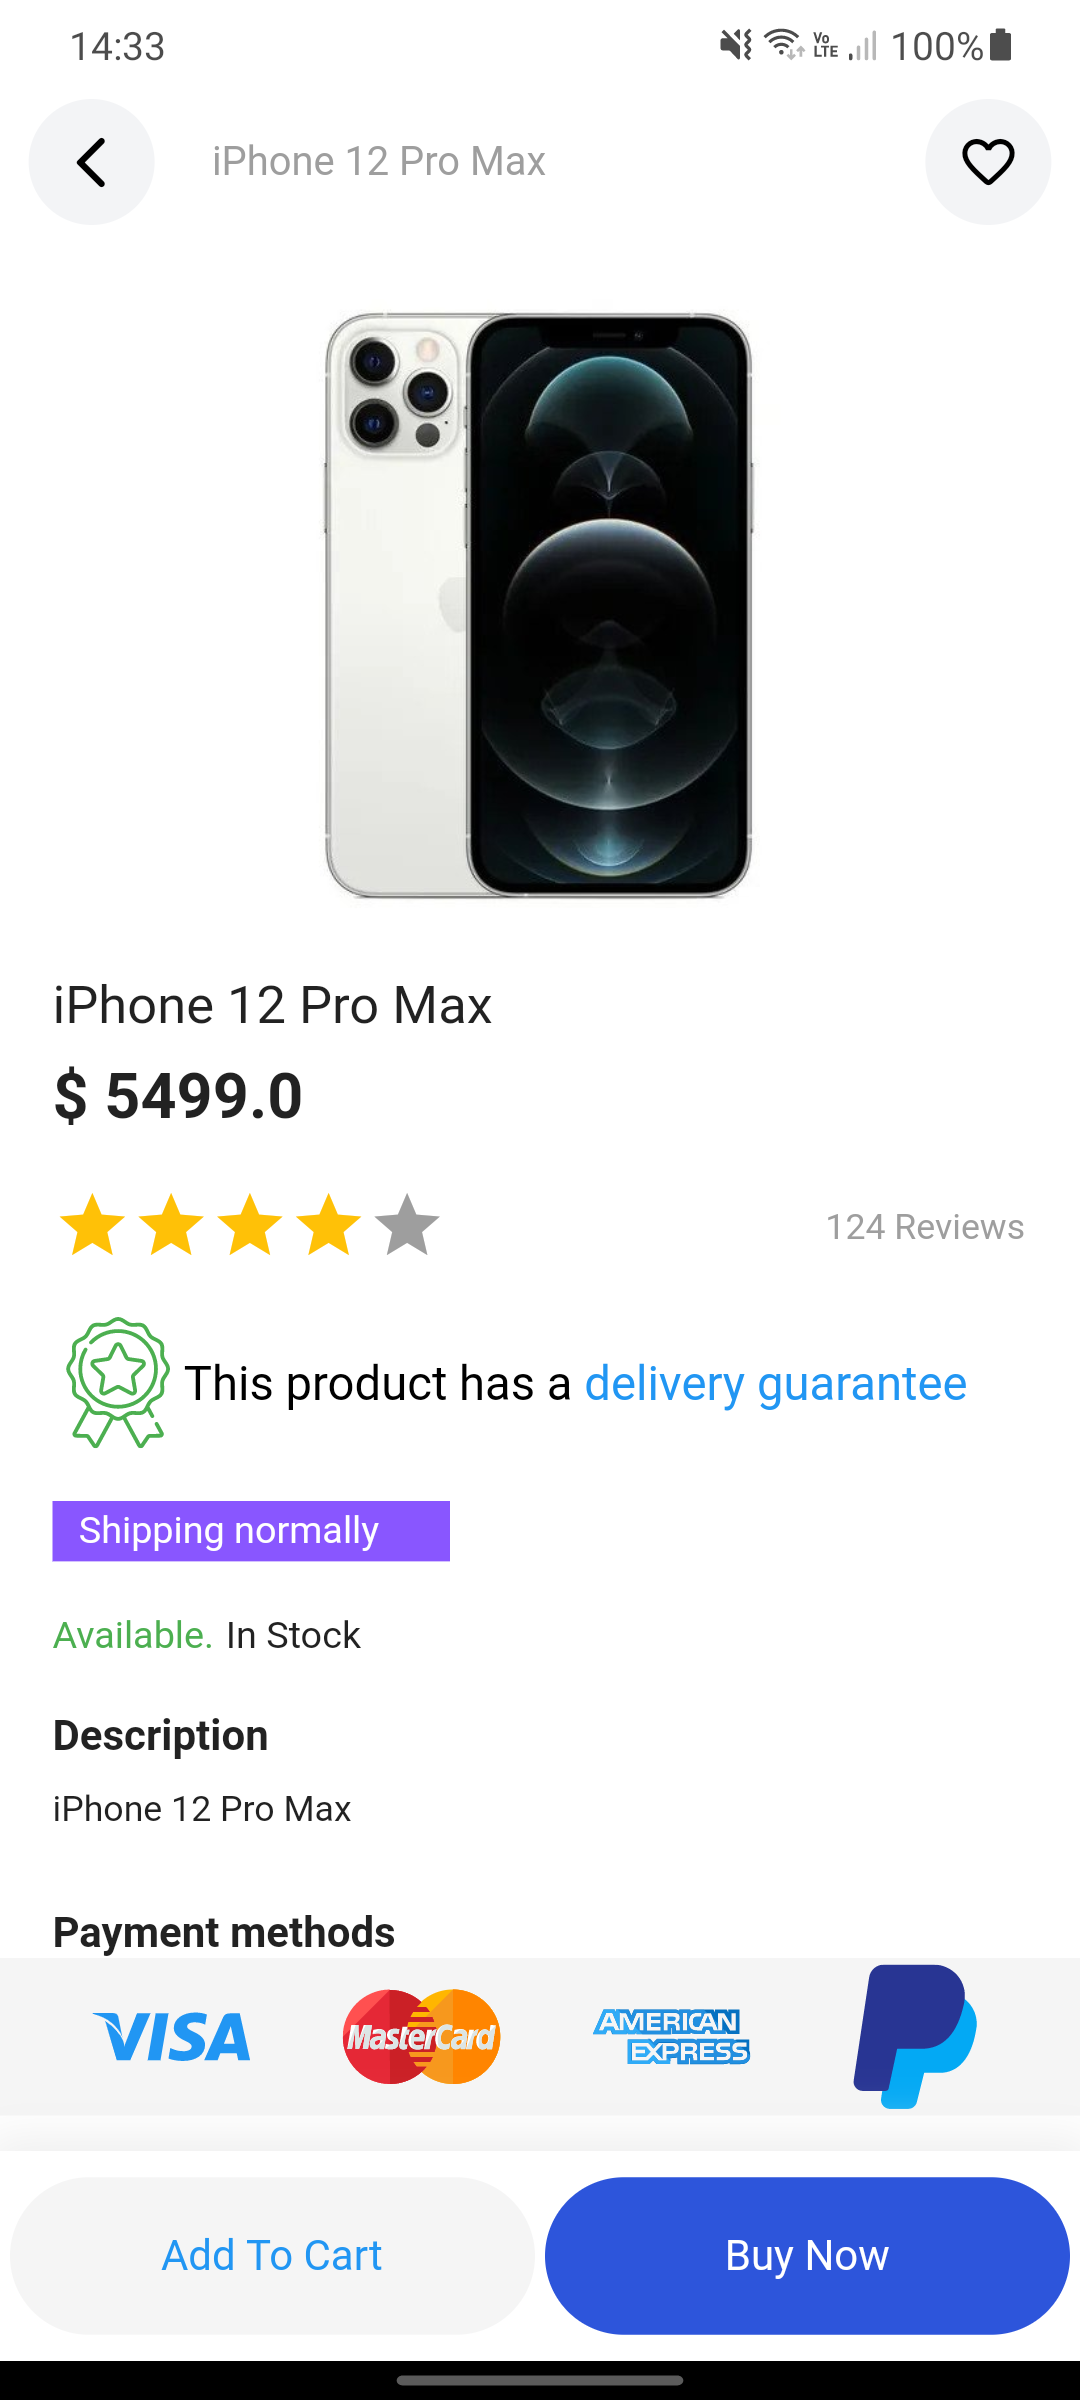 14:33
Vo LTE 100%
iPhone 12 Pro Max
iPhone 12 Pro Max
$ 5499.0
124 Reviews
This product has a delivery guarantee
Shipping normally
Available. In Stock
Description
iPhone 12 Pro Max
Payment methods
VISA MasterCard AMERICAN EXPRESS
Add To Cart Buy Now